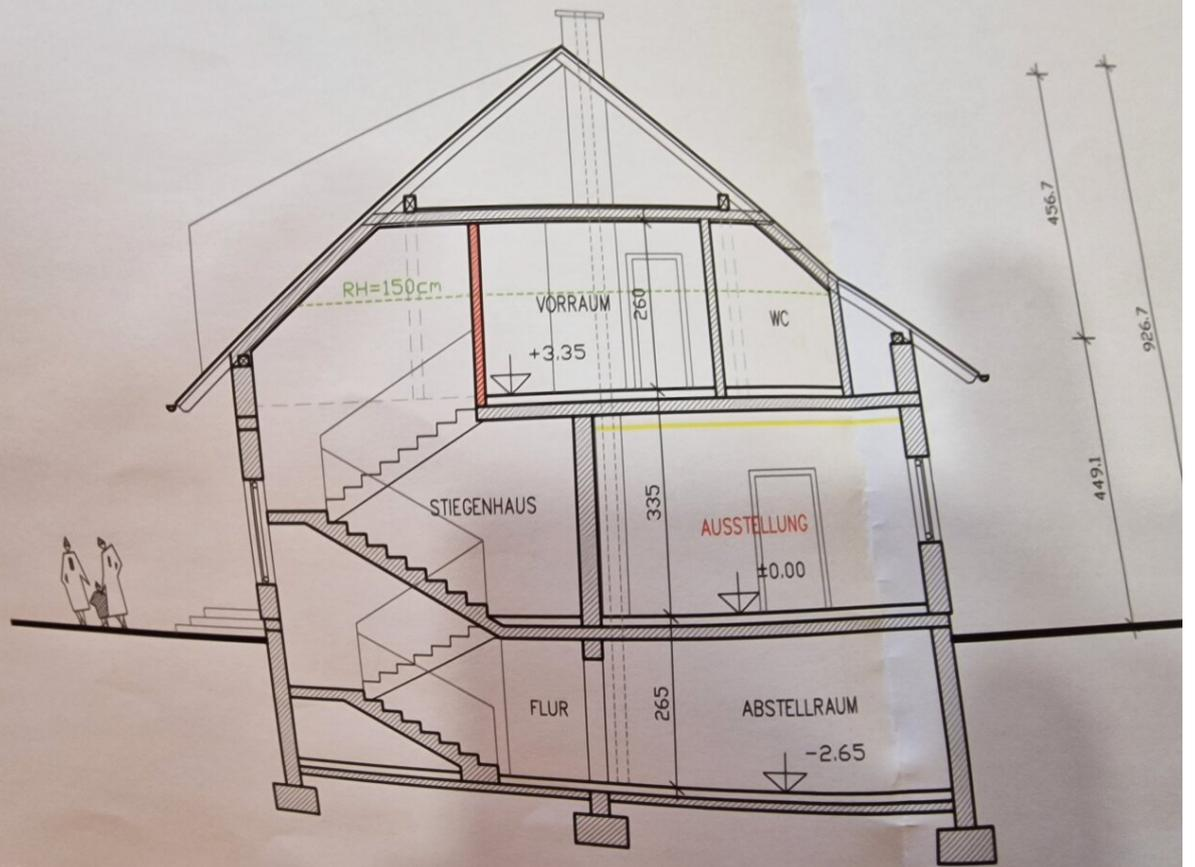 456.7
926.7
RH=150cm
VORRAUM
260
WC
+3.35
449.1
STIEGENHAUS
335
AUSSTELLUNG
±0.00
FLUR
265
ABSTELLRAUM
-2.65